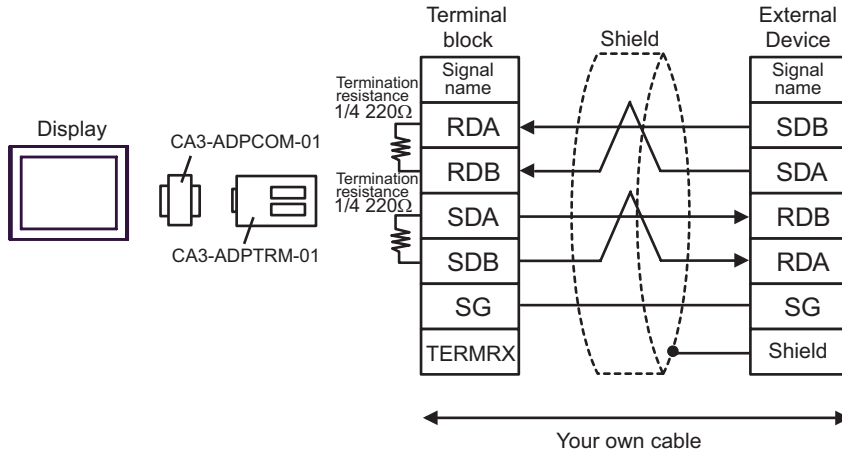 Terminal
block
Shield
External
Device
Signal
name
Signal
name
Termination
resistance
1/4 220Ω
Display
CA3-ADPCOM-01
RDA
SDB
RDB
SDA
Termination
resistance
1/4 220Ω
SDA
RDB
CA3-ADPTRM-01
SDB
RDA
SG
SG
TERMRX
Shield
Your own cable